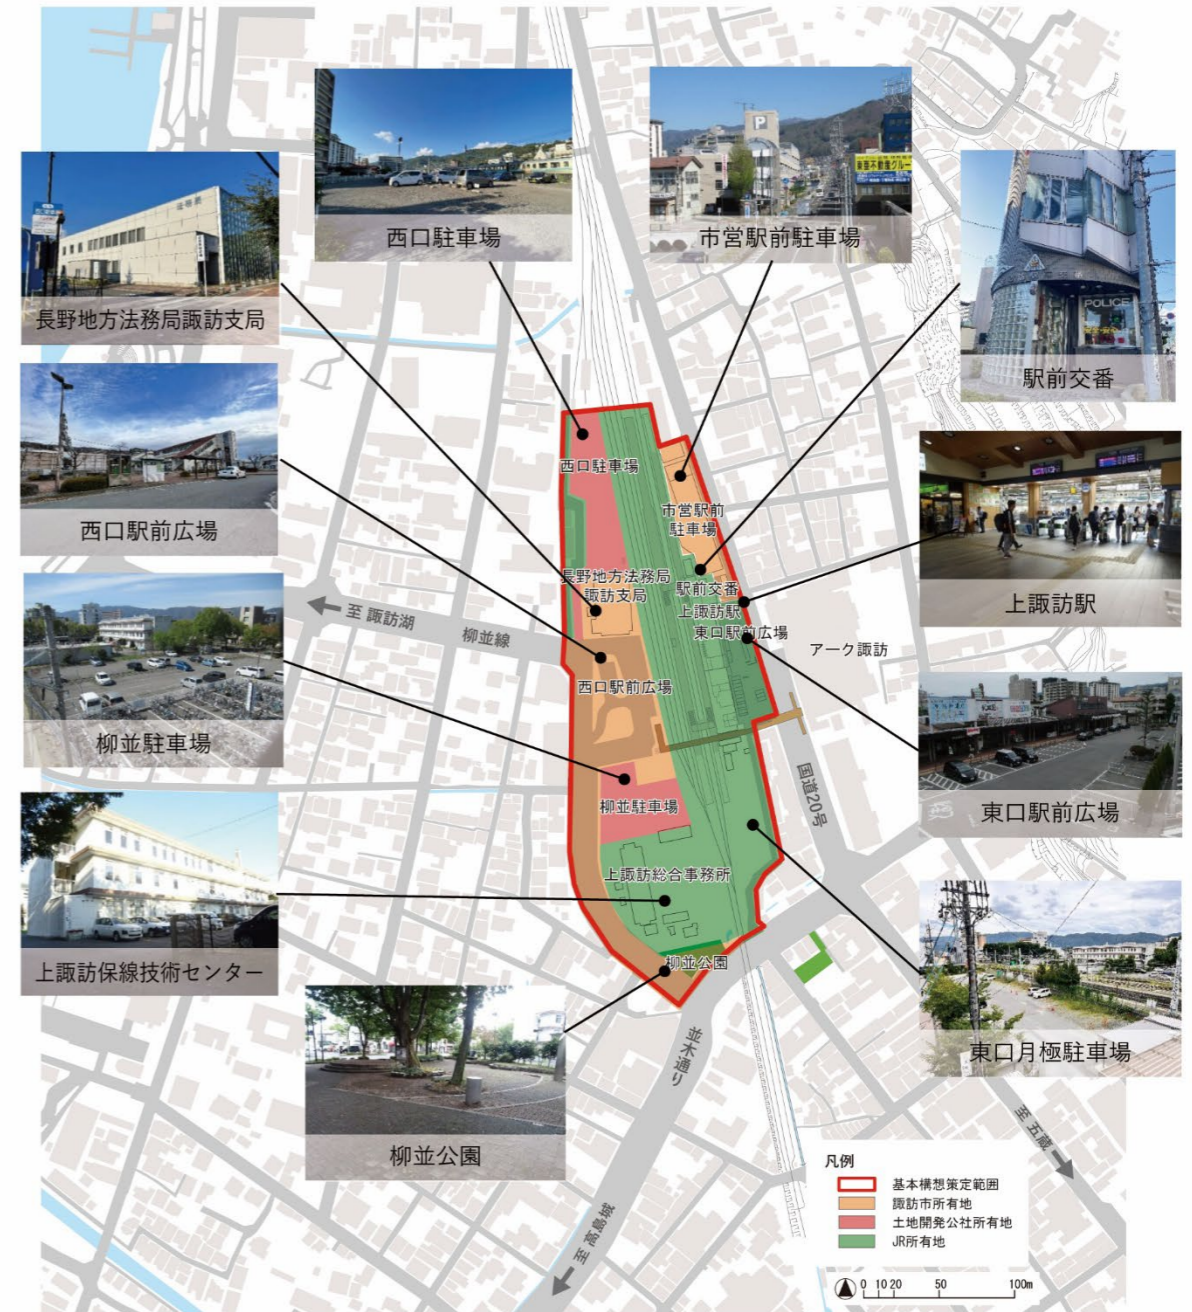 西口駐車場
市営駅前駐車場
P
長野地方法務局諏訪支局
POLICE
駅前交番
西口駅前広場
上諏訪駅
柳並駐車場
東口駅前広場
上諏訪保線技術センター
東口月極駐車場
柳並公園
西口駐車場
市営駅前
駐車場
長野地方法務局
諏訪支局
駅前交番
上諏訪駅
東口駅前広場
アーク諏訪
至 諏訪湖
柳並線
西口駅前広場
柳並駐車場
国道20号
上諏訪総合事務所
柳並公園
並木通り
至 五蔵
至 高島城
凡例
基本構想策定範囲
諏訪市所有地
土地開発公社所有地
JR所有地
0 10 20 50 100m